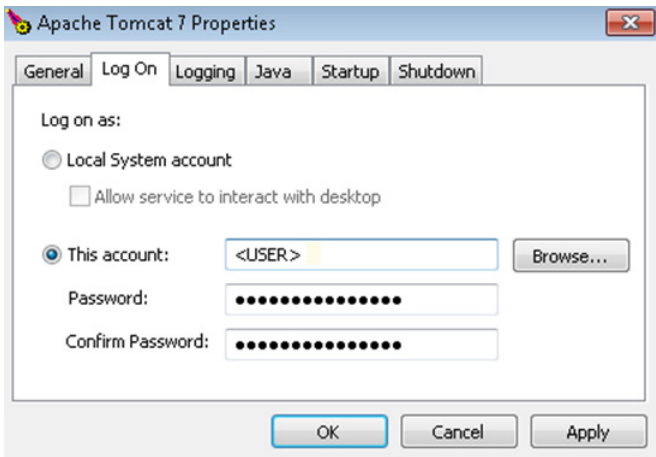 Apache Tomcat 7 Properties
General Log On Logging Java Startup Shutdown
Log on as:
Local System account
Allow service to interact with desktop
This account: <USER> Browse...
Password: ●●●●●●●●●●●●●●●
Confirm Password: ●●●●●●●●●●●●●●●
OK Cancel Apply